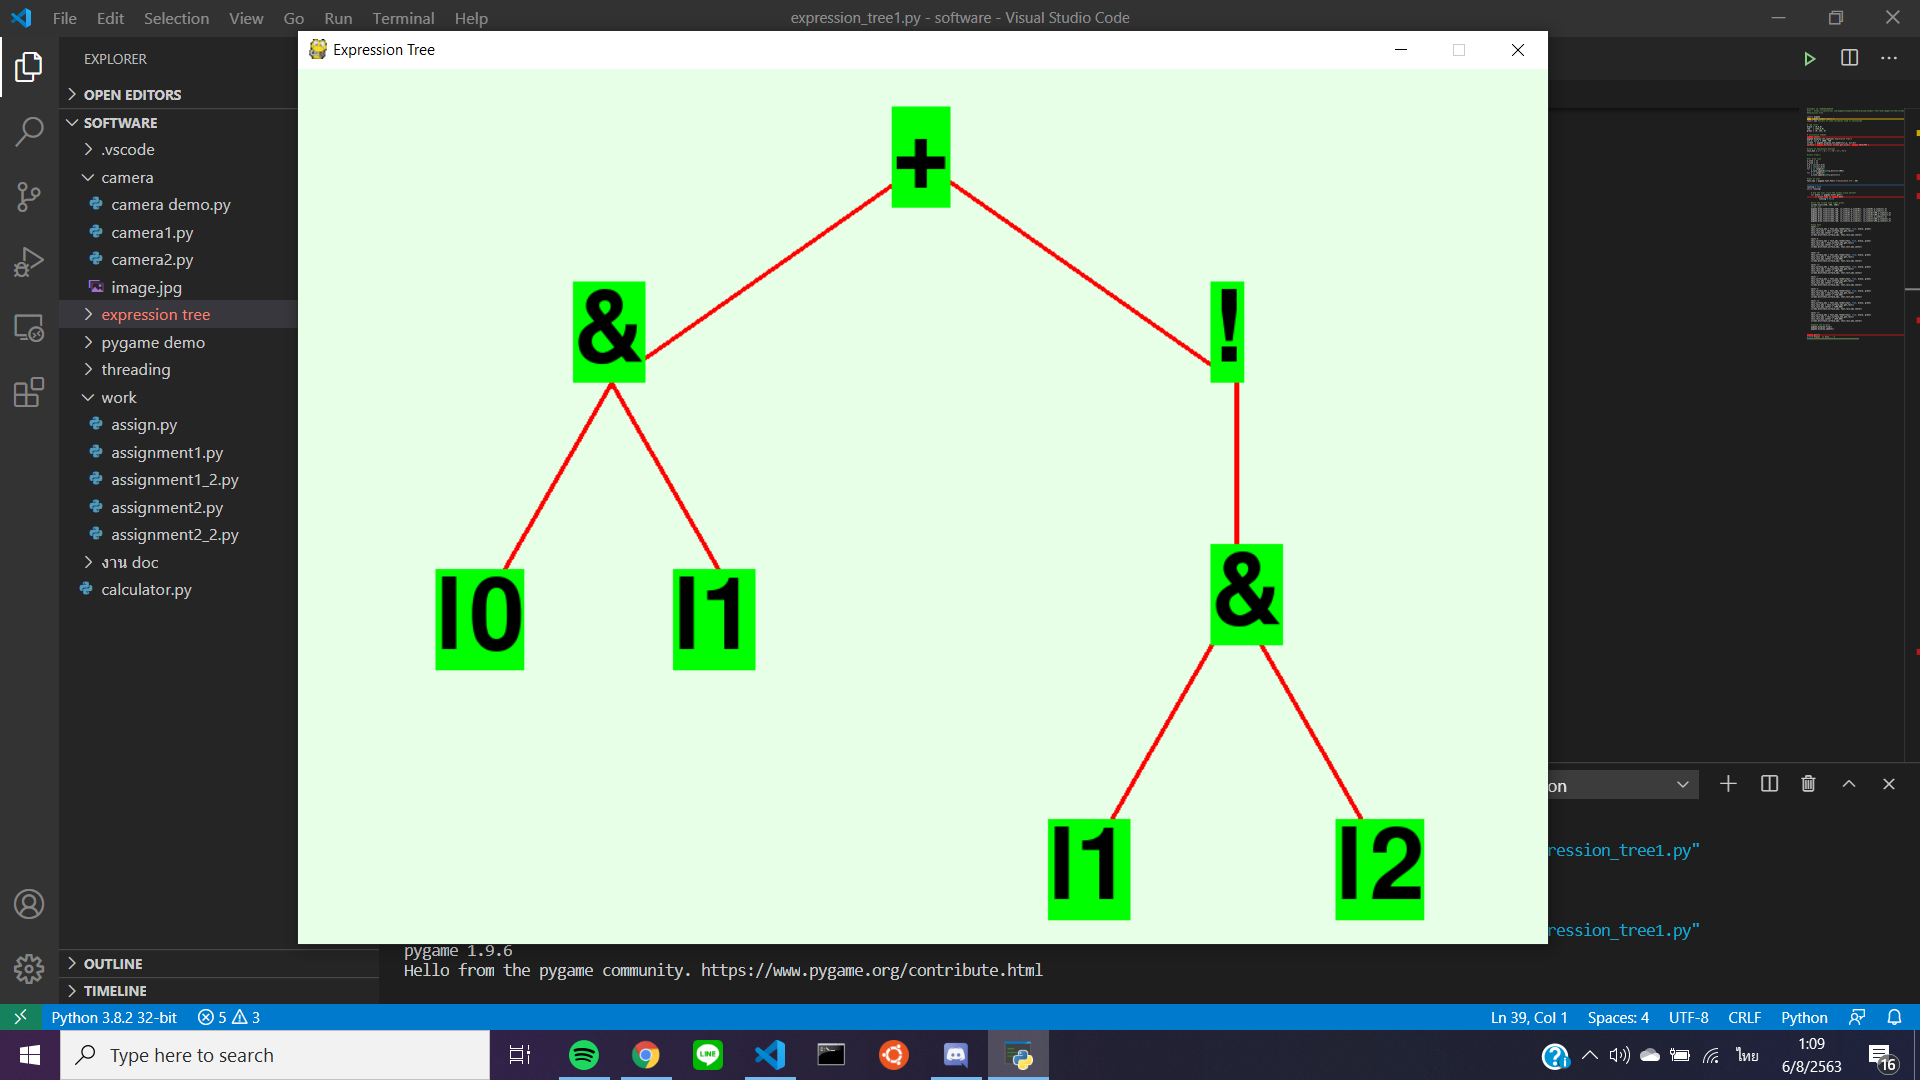 File Edit Selection View Go Run Terminal Help
expression_tree1.py - software - Visual Studio Code
EXPLORER
OPEN EDITORS
SOFTWARE
.vscode
camera
camera demo.py
camera1.py
camera2.py
image.jpg
expression tree
pygame demo
threading
work
assign.py
assignment1.py
assignment1_2.py
assignment2.py
assignment2_2.py
งาน doc
calculator.py
OUTLINE
TIMELINE
Expression Tree
+
& !
I0 I1 &
I1 I2
on
ression_tree1.py"
ression_tree1.py"
pygame 1.9.6
Hello from the pygame community. https://www.pygame.org/contribute.html
Python 3.8.2 32-bit 5 3
Ln 39, Col 1 Spaces: 4 UTF-8 CRLF Python
Type here to search
LINE
ไทย
1:09
6/8/2563
16